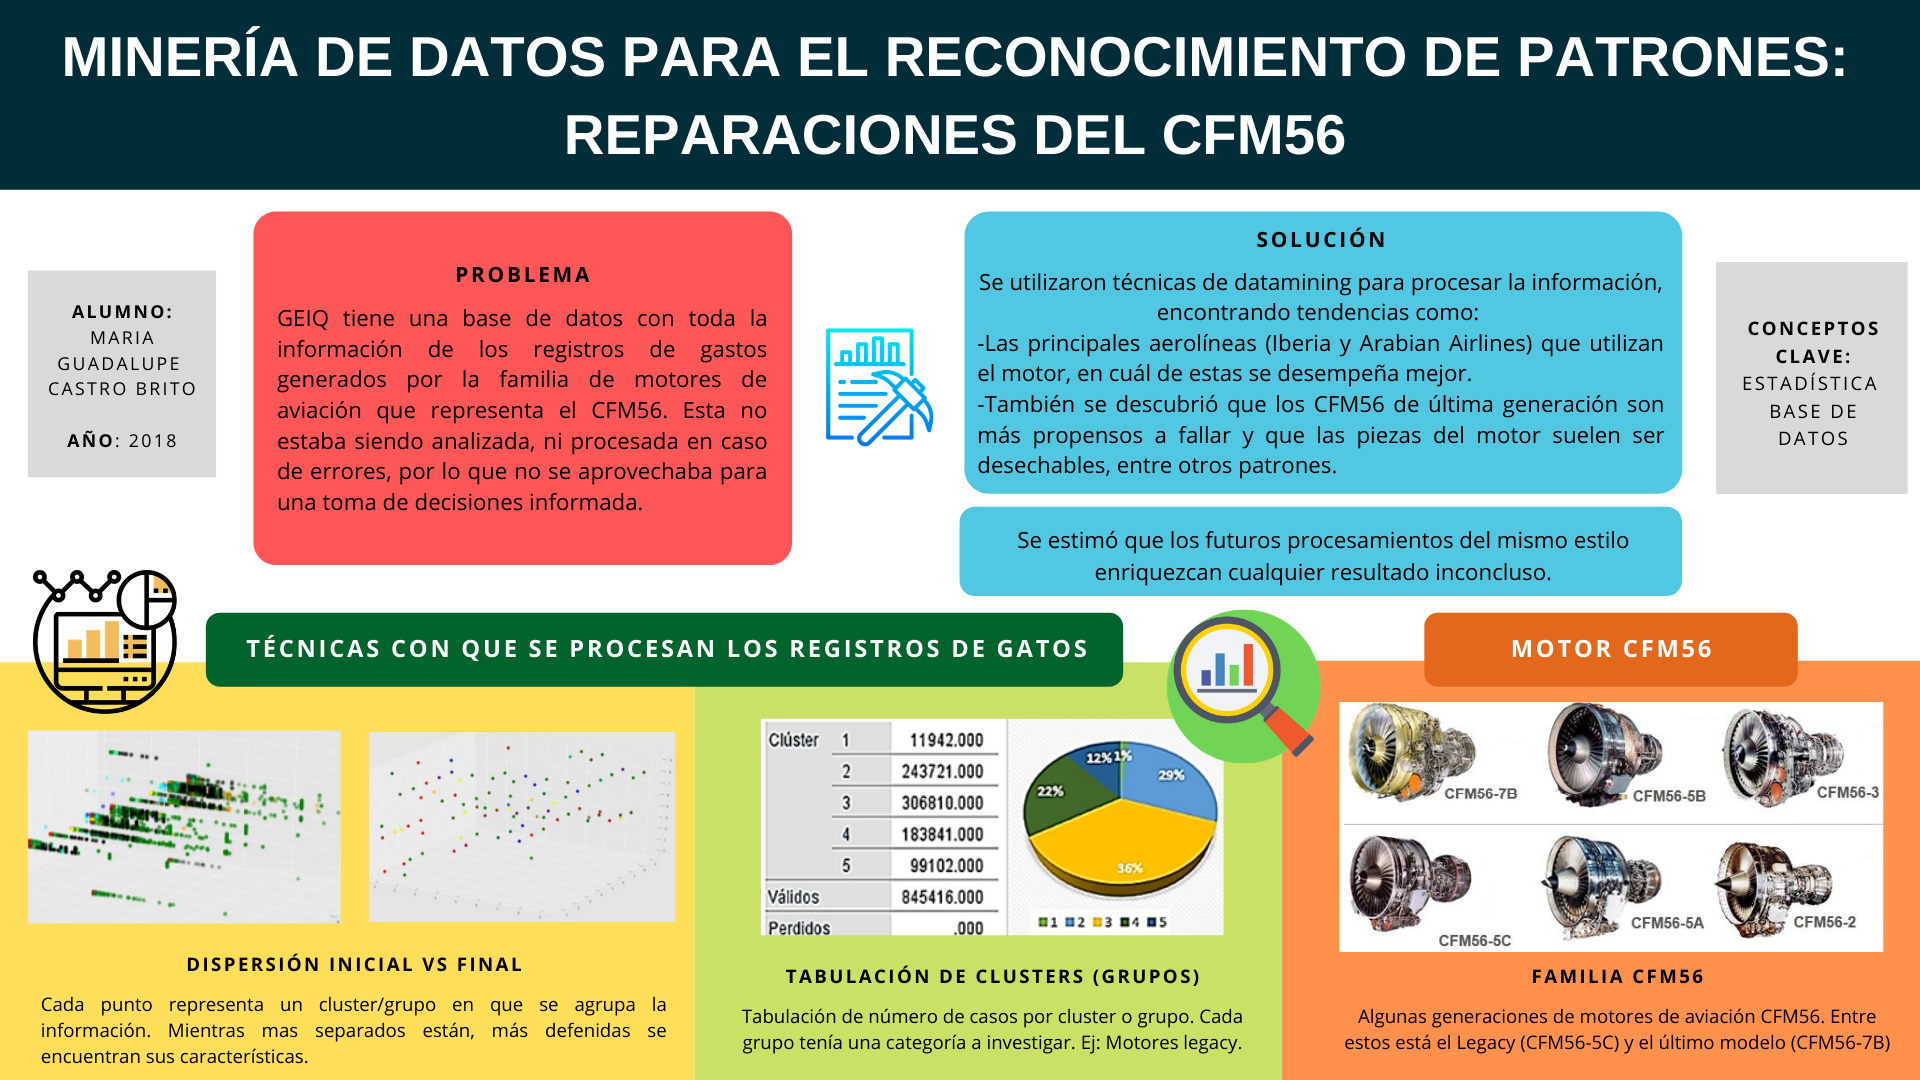 MINERÍA DE DATOS PARA EL RECONOCIMIENTO DE PATRONES:
REPARACIONES DEL CFM56
ALUMNO:
MARIA
GUADALUPE
CASTRO BRITO
AÑO: 2018
PROBLEMA
GEIQ tiene una base de datos con toda la
información de los registros de gastos
generados por la familia de motores de
aviación que representa el CFM56. Esta no
estaba siendo analizada, ni procesada en caso
de errores, por lo que no se aprovechaba para
una toma de decisiones informada.
SOLUCIÓN
Se utilizaron técnicas de datamining para procesar la información,
encontrando tendencias como:
-Las principales aerolíneas (Iberia y Arabian Airlines) que utilizan
el motor, en cuál de estas se desempeña mejor.
-También se descubrió que los CFM56 de última generación son
más propensos a fallar y que las piezas del motor suelen ser
desechables, entre otros patrones.
Se estimó que los futuros procesamientos del mismo estilo
enriquezcan cualquier resultado inconcluso.
CONCEPTOS
CLAVE:
ESTADÍSTICA
BASE DE
DATOS
TÉCNICAS CON QUE SE PROCESAN LOS REGISTROS DE GATOS
MOTOR CFM56
DISPERSIÓN INICIAL VS FINAL
Cada punto representa un cluster/grupo en que se agrupa la
información. Mientras mas separados están, más defenidas se
encuentran sus características.
Clúster 1 11942.000
2 243721.000
3 306810.000
4 183841.000
5 99102.000
Válidos 845416.000
Perdidos .000
12% 1%
29%
22%
36%
1 2 3 4 5
TABULACIÓN DE CLUSTERS (GRUPOS)
Tabulación de número de casos por cluster o grupo. Cada
grupo tenía una categoría a investigar. Ej: Motores legacy.
CFM56-7B CFM56-5B CFM56-3
CFM56-5C CFM56-5A CFM56-2
FAMILIA CFM56
Algunas generaciones de motores de aviación CFM56. Entre
estos está el Legacy (CFM56-5C) y el último modelo (CFM56-7B)